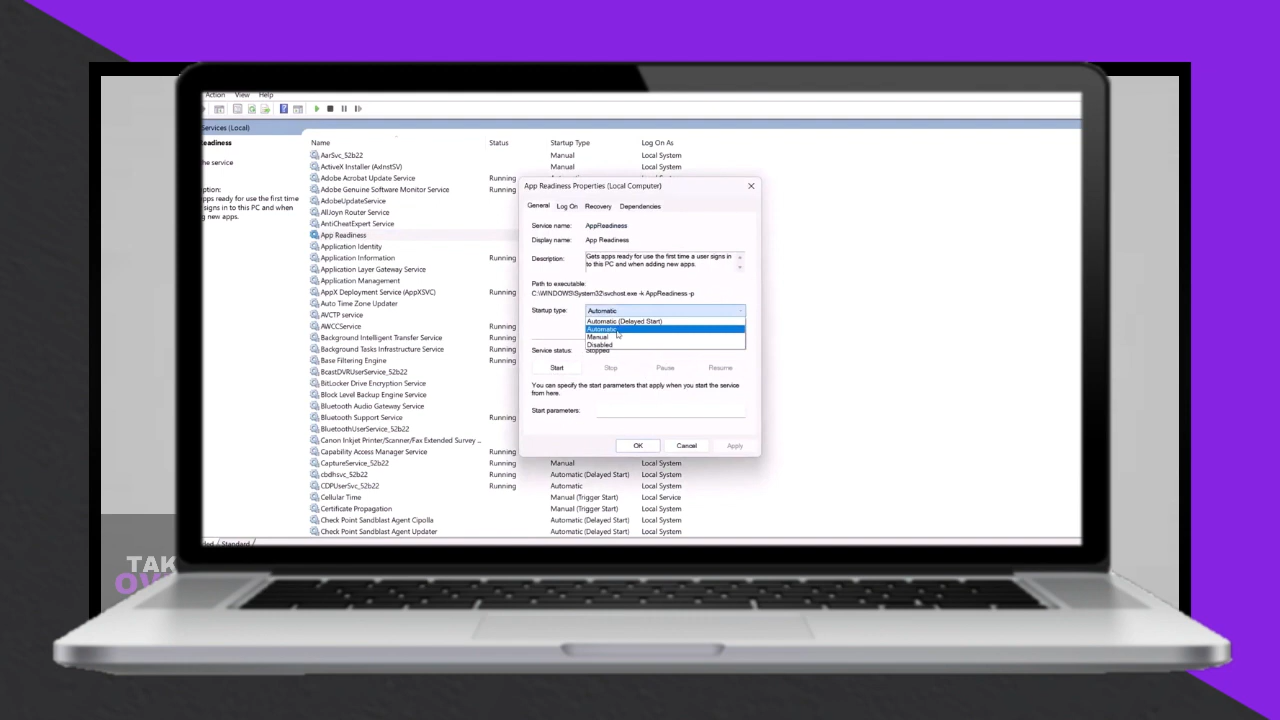 Action View Help
Services (Local)
eadiness
he service
ption:
pps ready for use the first time
signs in to this PC and when
g new apps.
Name Status Startup Type Log On As
AarSvc_52b22 Manual Local System
ActiveX Installer (AxInstSV) Manual Local System
Adobe Acrobat Update Service Running
Adobe Genuine Software Monitor Service Running
AdobeUpdateService
AllJoyn Router Service
AntiCheatExpert Service
App Readiness
Application Identity
Application Information Running
Application Layer Gateway Service
Application Management
AppX Deployment Service (AppXSVC) Running
Auto Time Zone Updater
AVCTP service
AWCCService Running
Background Intelligent Transfer Service Running
Background Tasks Infrastructure Service Running
Base Filtering Engine Running
BcastDVRUserService_52b22
BitLocker Drive Encryption Service
Block Level Backup Engine Service
Bluetooth Audio Gateway Service
Bluetooth Support Service Running
BluetoothUserService_52b22
Canon Inkjet Printer/Scanner/Fax Extended Survey ...
Capability Access Manager Service Running
CaptureService_52b22 Running Manual Local System
cbdhsvc_52b22 Running Automatic (Delayed Start) Local System
CDPUserSvc_52b22 Running Automatic Local System
Cellular Time Manual (Trigger Start) Local Service
Certificate Propagation Manual (Trigger Start) Local System
Check Point Sandblast Agent Cipolla Automatic (Delayed Start) Local System
Check Point Sandblast Agent Updater Automatic (Delayed Start) Local System
Standard
App Readiness Properties (Local Computer)
General Log On Recovery Dependencies
Service name: AppReadiness
Display name: App Readiness
Description: Gets apps ready for use the first time a user signs in
to this PC and when adding new apps.
Path to executable:
C:\WINDOWS\System32\svchost.exe -k AppReadiness -p
Startup type: Automatic
Automatic (Delayed Start)
Automatic
Manual
Disabled
Service status: Stopped
Start Stop Pause Resume
You can specify the start parameters that apply when you start the service
from here.
Start parameters:
OK Cancel Apply
TAK
OV